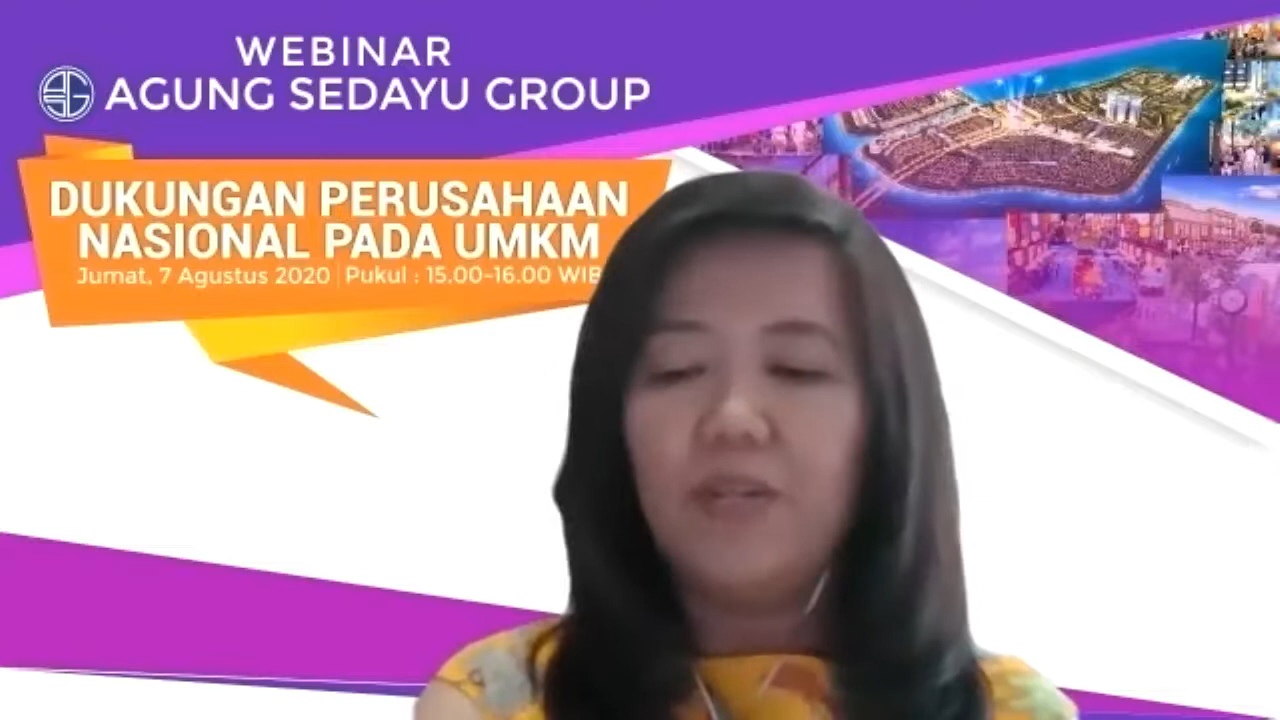 WEBINAR
AGUNG SEDAYU GROUP
DUKUNGAN PERUSAHAAN
NASIONAL PADA UMKM
Jumat, 7 Agustus 2020 | Pukul : 15.00-16.00 WIB